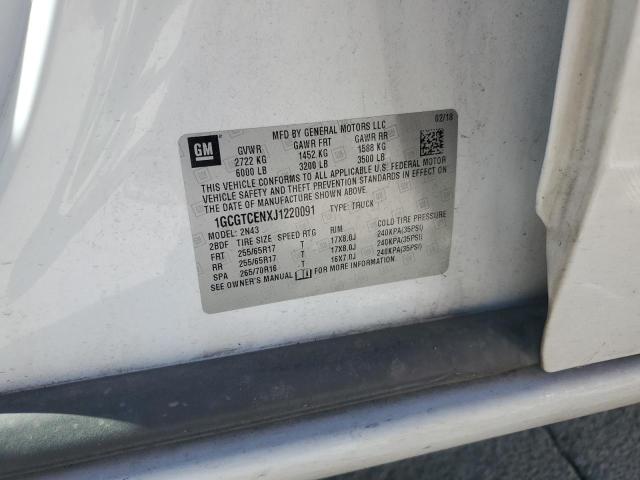 GM
MFD BY GENERAL MOTORS LLC 02/18
GVWR GAWR FRT GAWR RR
2722 KG 1452 KG 1588 KG
6000 LB 3200 LB 3500 LB
THIS VEHICLE CONFORMS TO ALL APPLICABLE U.S. FEDERAL MOTOR
VEHICLE SAFETY AND THEFT PREVENTION STANDARDS IN EFFECT ON
THE DATE OF MANUFACTURE SHOWN ABOVE.
1GCGTCENXJ1220091 TYPE: TRUCK
MODEL: 2N43
2BDF TIRE SIZE SPEED RTG RIM COLD TIRE PRESSURE
FRT 255/65R17 T 17X8.0J 240KPA(35PSI)
RR 255/65R17 T 17X8.0J 240KPA(35PSI)
SPA 265/70R16 T 16X7.0J 240KPA(35PSI)
SEE OWNER'S MANUAL FOR MORE INFORMATION.